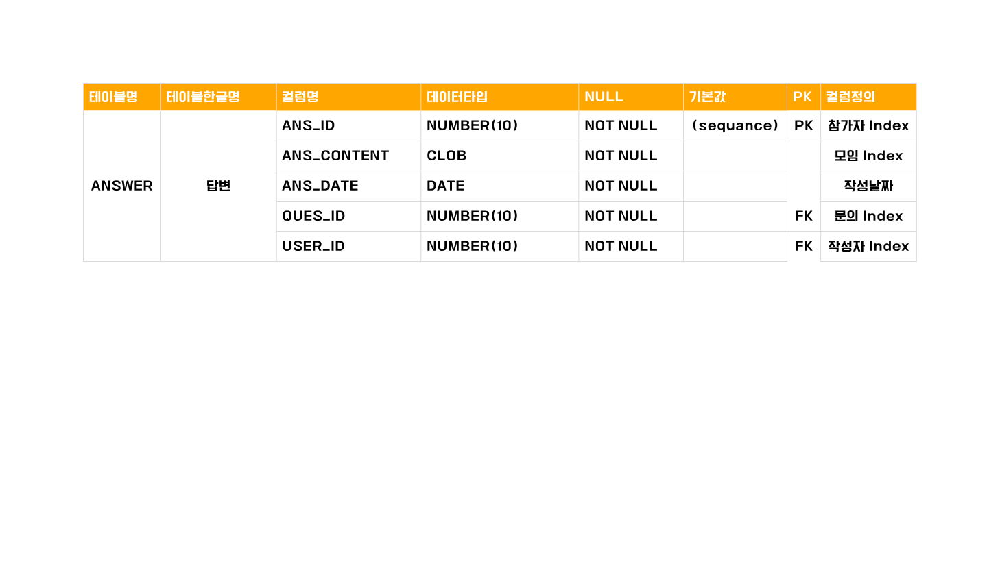 테이블명 테이블한글명 컬럼명 데이터타입 NULL 기본값 PK 컬럼정의
ANS_ID NUMBER(10) NOT NULL (sequance) PK 참가자 Index
ANS_CONTENT CLOB NOT NULL 모임 Index
ANSWER 답변 ANS_DATE DATE NOT NULL 작성날짜
QUES_ID NUMBER(10) NOT NULL FK 문의 Index
USER_ID NUMBER(10) NOT NULL FK 작성자 Index